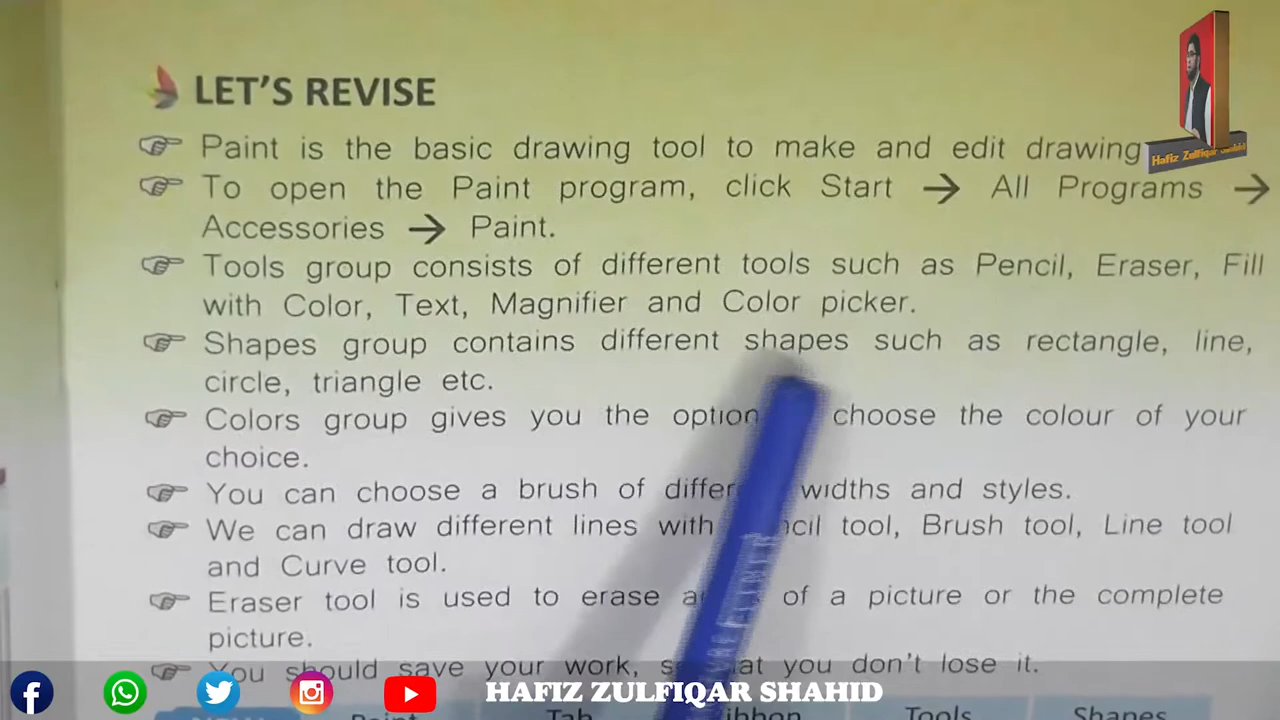 LET'S REVISE
Paint is the basic drawing tool to make and edit drawing
Hafiz Zulfiqar Shahid
To open the Paint program, click Start → All Programs →
Accessories → Paint.
Tools group consists of different tools such as Pencil, Eraser, Fill
with Color, Text, Magnifier and Color picker.
Shapes group contains different shapes such as rectangle, line,
circle, triangle etc.
Colors group gives you the option choose the colour of your
choice.
You can choose a brush of widths and styles.
We can draw different lines with tool, Brush tool, Line tool
and Curve tool.
Eraser tool is used to erase of a picture or the complete
picture.
You should save your work, you don't lose it.
HAFIZ ZULFIQAR SHAHID
Tab Ribbon Tools Shapes